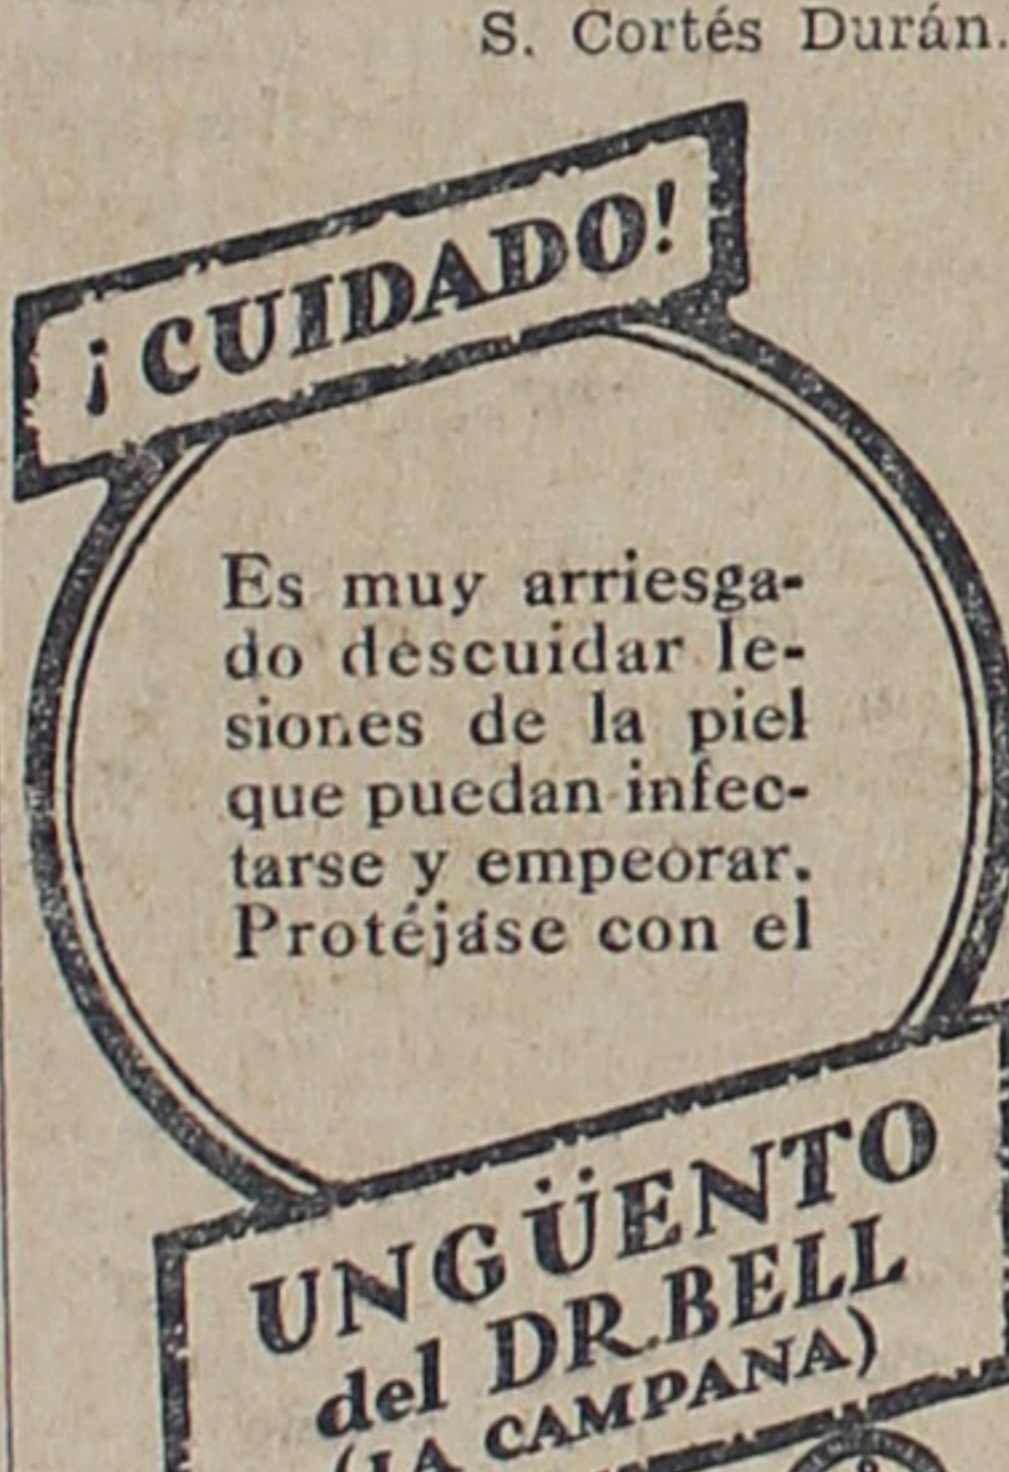 S. Cortés Durán.
¡CUIDADO!
Es muy arriesga-
do descuidar le-
siones de la piel
que puedan infec-
tarse y empeorar.
Protéjase con el
UNGÜENTO
del DR. BELL
(LA CAMPANA)